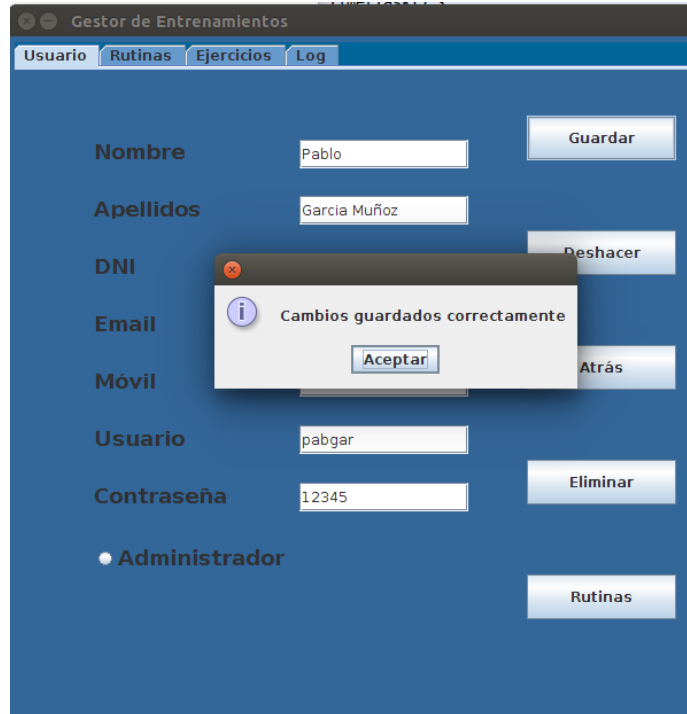 Gestor de Entrenamientos
Usuario Rutinas Ejercicios Log
Nombre Pablo Guardar
Apellidos Garcia Muñoz
DNI Deshacer
Email Cambios guardados correctamente
Aceptar
Móvil Atrás
Usuario pabgar
Contraseña 12345 Eliminar
Administrador
Rutinas